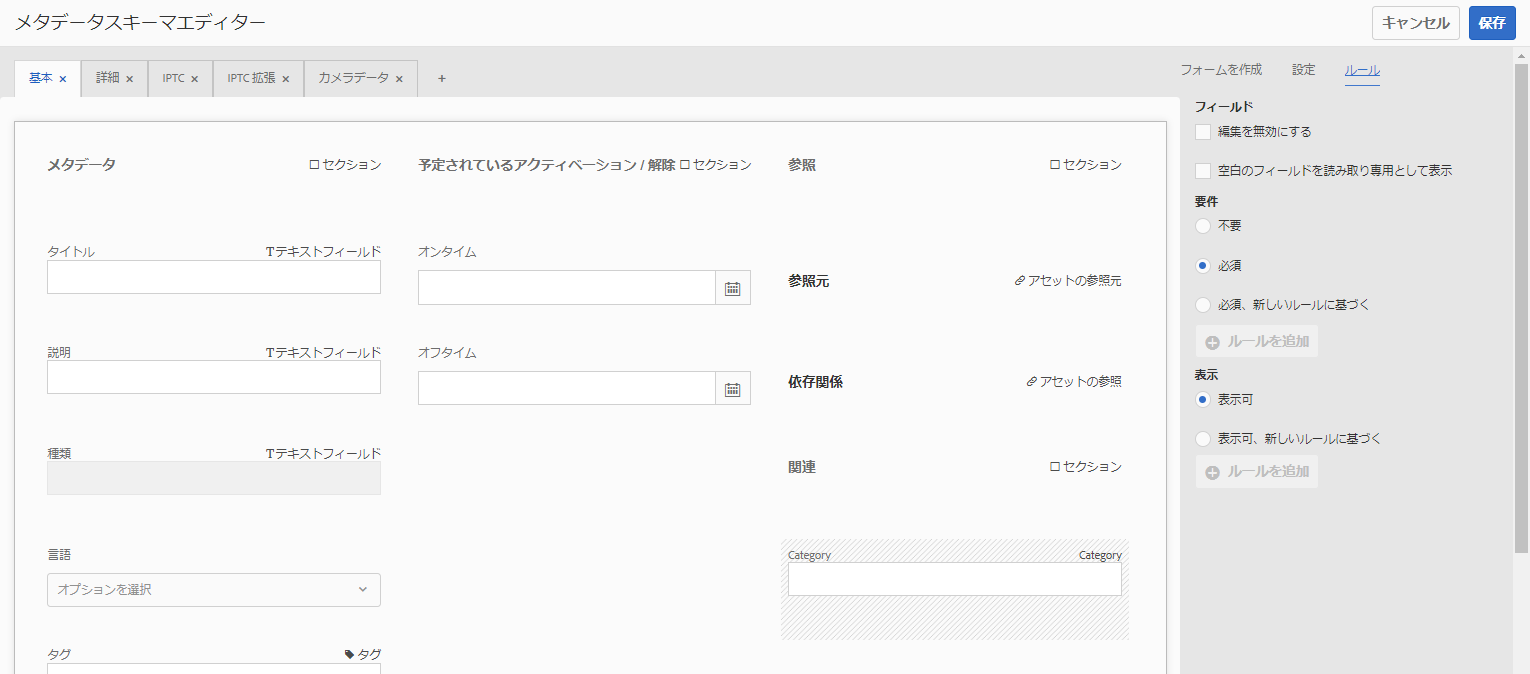 メタデータスキーマエディター
キャンセル
保存
基本 ×
詳細 ×
IPTC ×
IPTC 拡張 ×
カメラデータ ×
+
フォームを作成
設定
ルール
メタデータ
セクション
予定されているアクティベーション / 解除
セクション
参照
セクション
タイトル
Tテキストフィールド
オンタイム
参照元
アセットの参照元
説明
Tテキストフィールド
オフタイム
依存関係
アセットの参照
種類
Tテキストフィールド
関連
セクション
言語
オプションを選択
Category
Category
タグ
タグ
フィールド
編集を無効にする
空白のフィールドを読み取り専用として表示
要件
不要
必須
必須、新しいルールに基づく
ルールを追加
表示
表示可
表示可、新しいルールに基づく
ルールを追加